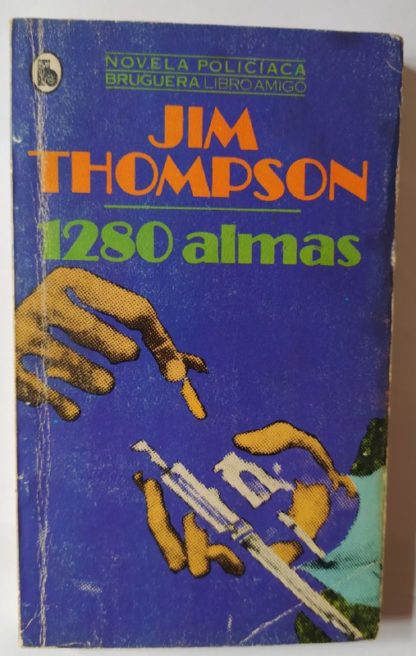 NOVELA POLICÍACA
BRUGUERA LIBRO AMIGO
JIM
THOMPSON
1280 almas